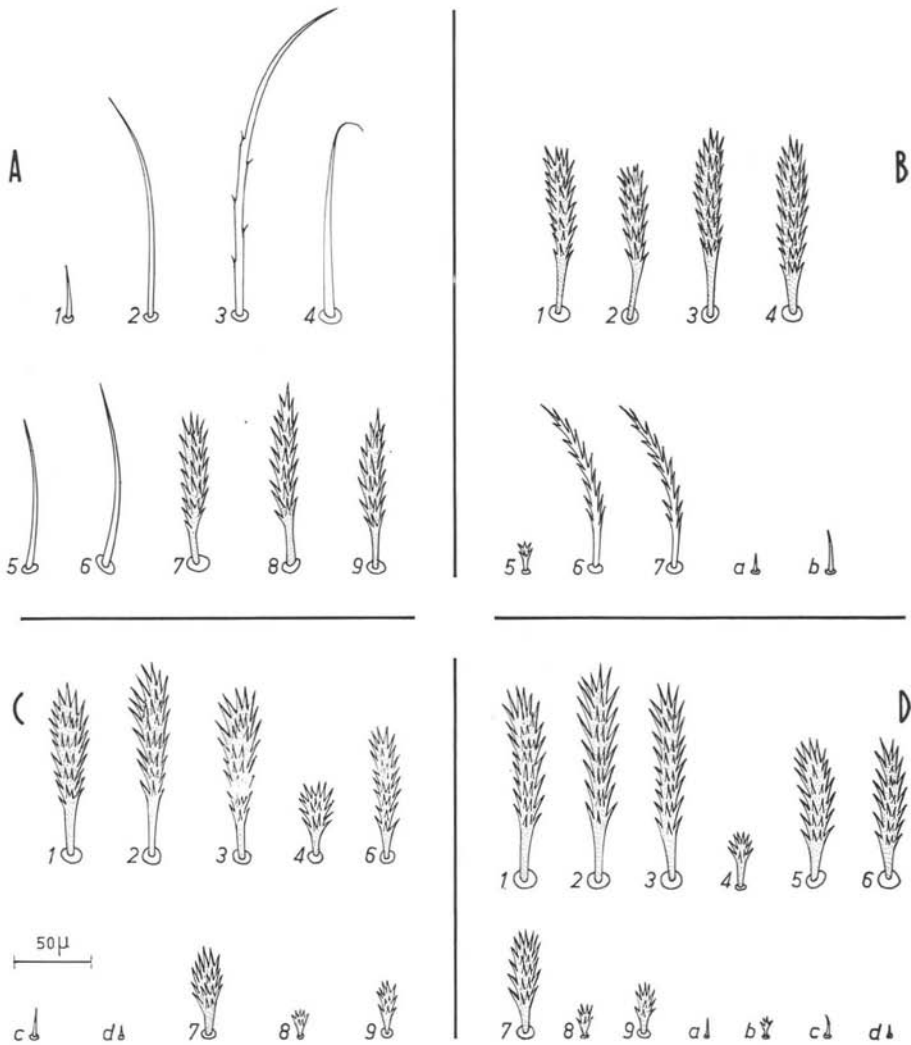 A
1 2 3 4
5 6 7 8 9
B
1 2 3 4
5 6 7 a b
C
1 2 3 4 6
50µ
c d 7 8 9
D
1 2 3 4 5 6
7 8 9 a b c d